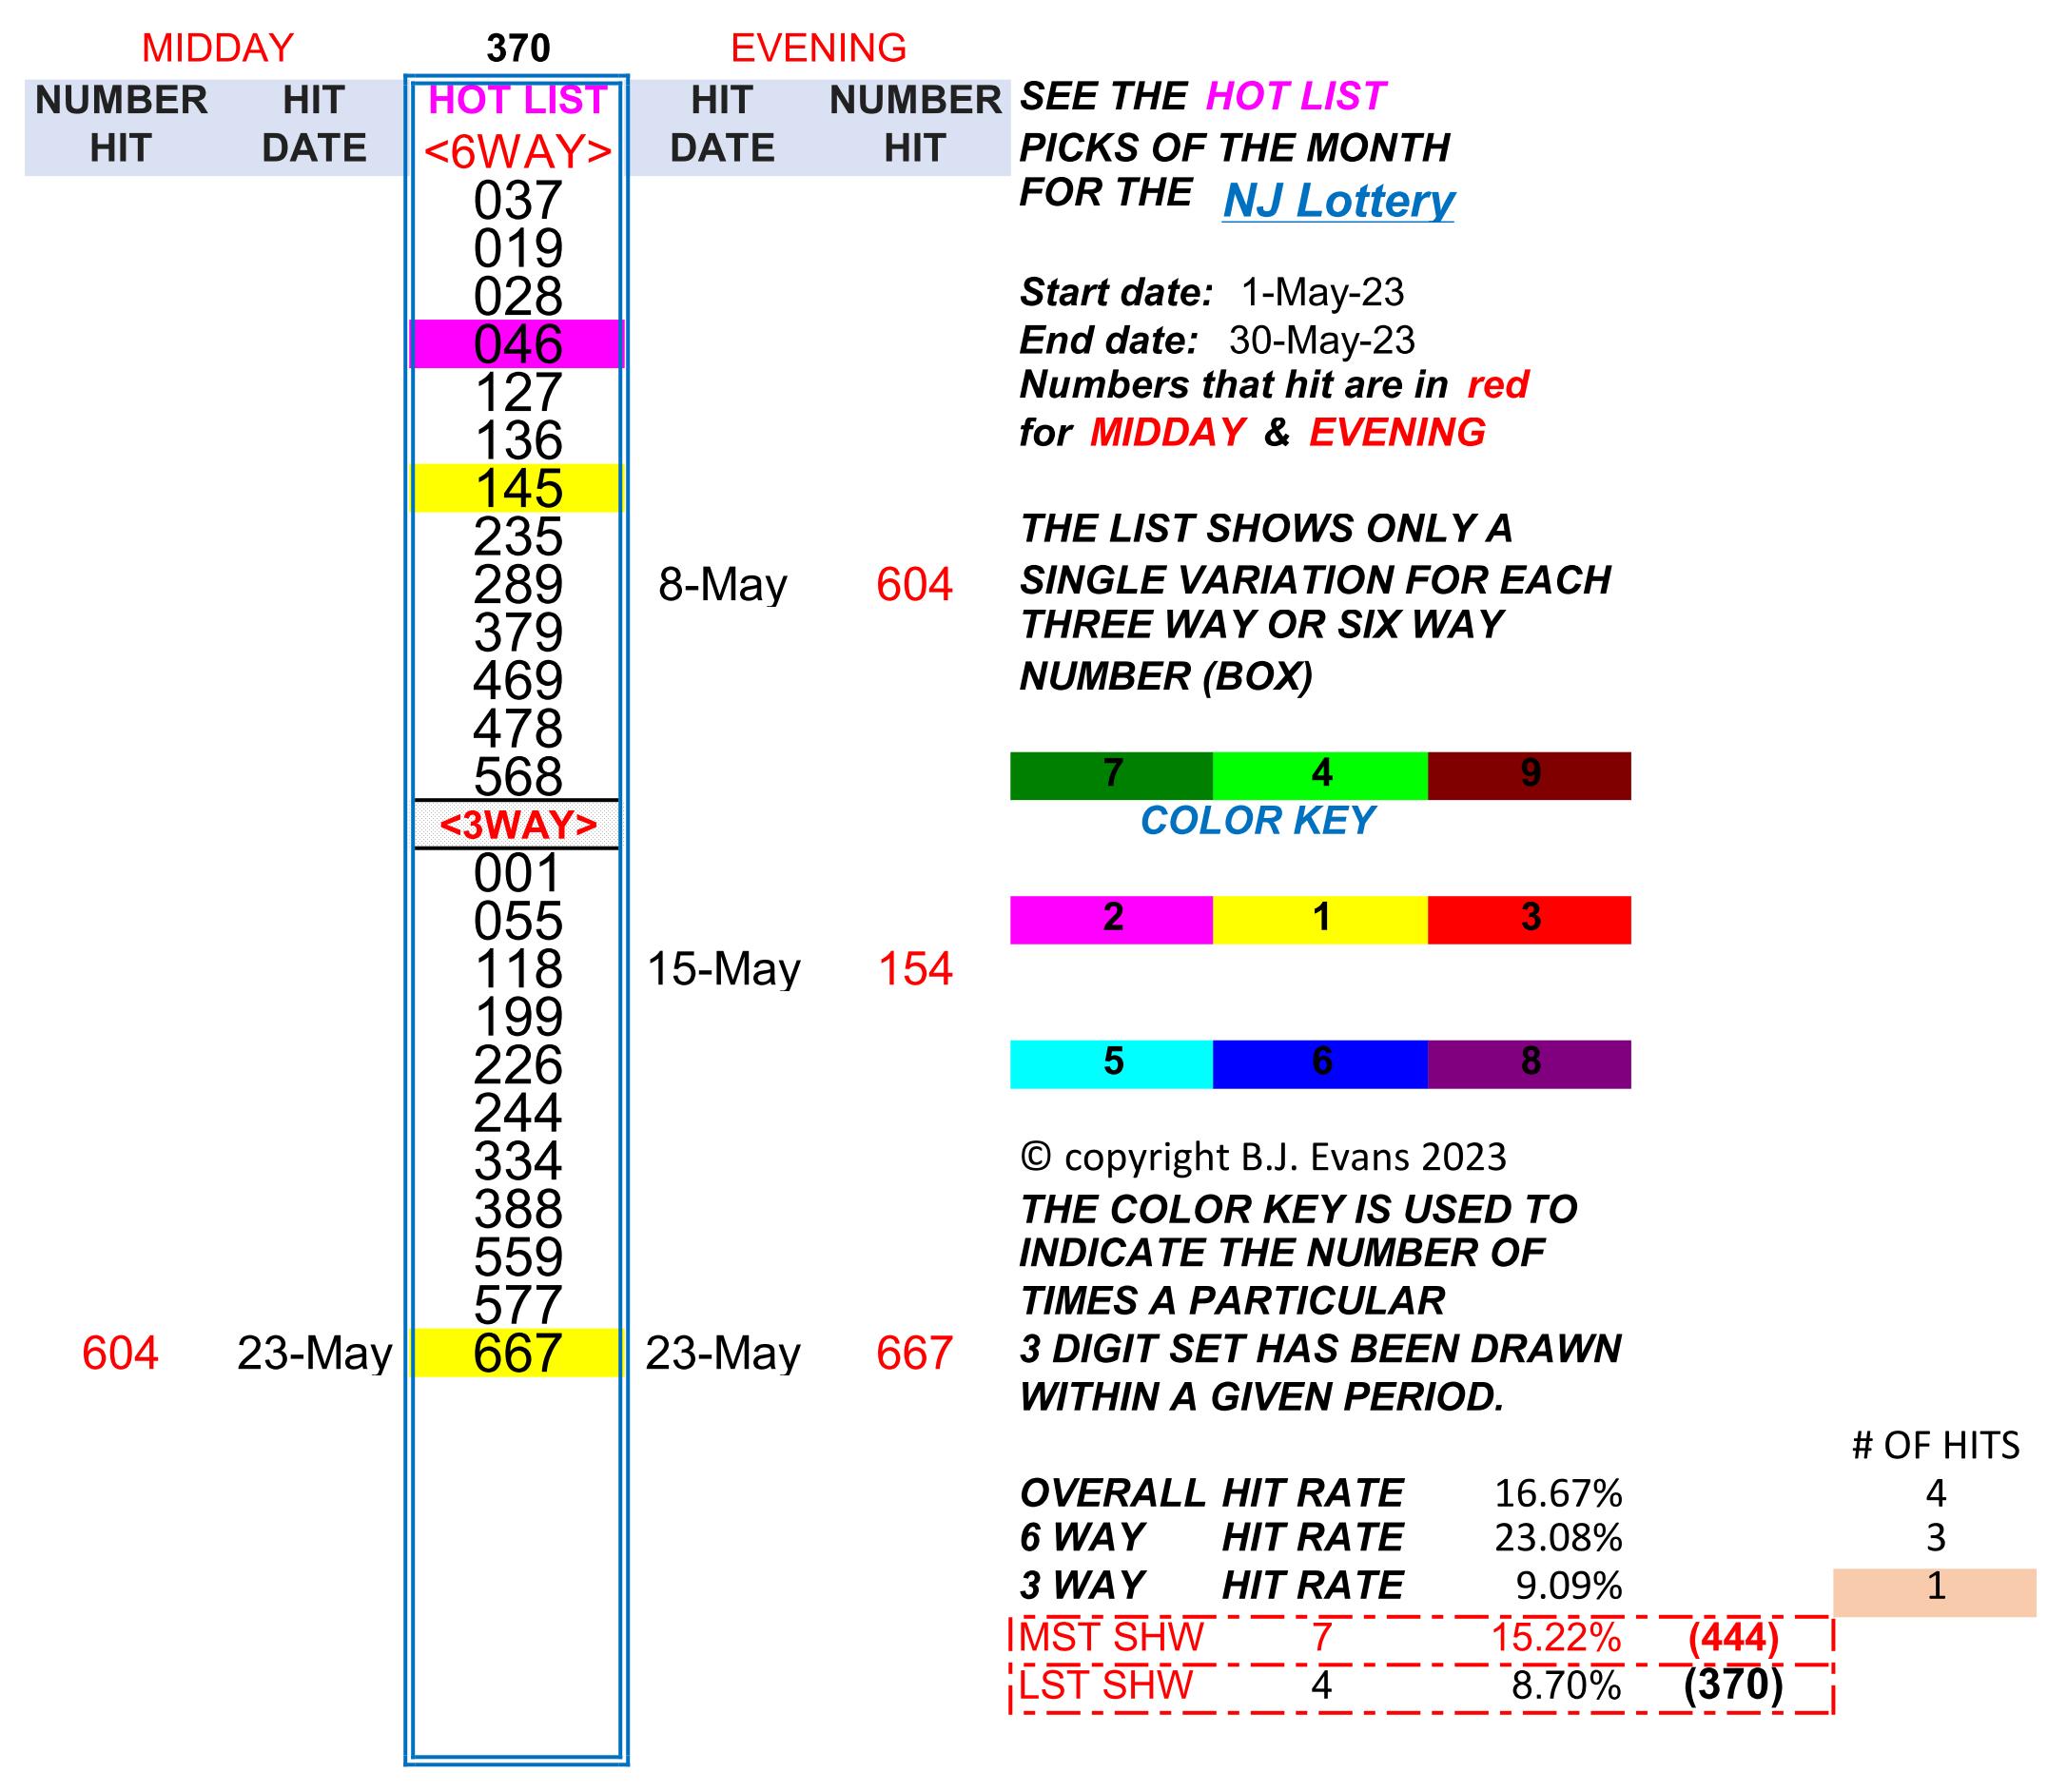 MIDDAY 370 EVENING
NUMBER HIT HOT LIST HIT NUMBER SEE THE HOT LIST
HIT DATE <6WAY> DATE HIT PICKS OF THE MONTH
037 FOR THE NJ Lottery
019
028 Start date: 1-May-23
046 End date: 30-May-23
127 Numbers that hit are in red
136 for MIDDAY & EVENING
145
235 THE LIST SHOWS ONLY A
289 8-May 604 SINGLE VARIATION FOR EACH
379 THREE WAY OR SIX WAY
469 NUMBER (BOX)
478
568 7 4 9
<3WAY> COLOR KEY
001
055 2 1 3
118 15-May 154
199
226 5 6 8
244
334 © copyright B.J. Evans 2023
388 THE COLOR KEY IS USED TO
559 INDICATE THE NUMBER OF
577 TIMES A PARTICULAR
604 23-May 667 23-May 667 3 DIGIT SET HAS BEEN DRAWN
WITHIN A GIVEN PERIOD.
# OF HITS
OVERALL HIT RATE 16.67% 4
6 WAY HIT RATE 23.08% 3
3 WAY HIT RATE 9.09% 1
MST SHW 7 15.22% (444)
LST SHW 4 8.70% (370)